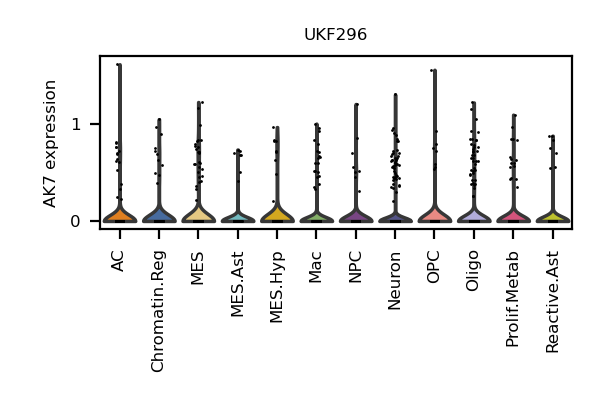 UKF296
AK7 expression
1
0
AC
Chromatin.Reg
MES
MES.Ast
MES.Hyp
Mac
NPC
Neuron
OPC
Oligo
Prolif.Metab
Reactive.Ast